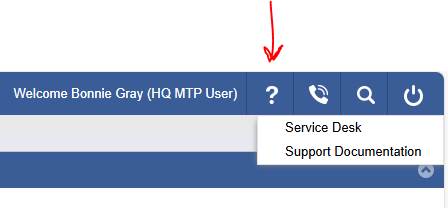 Welcome Bonnie Gray (HQ MTP User) ?
Service Desk
Support Documentation